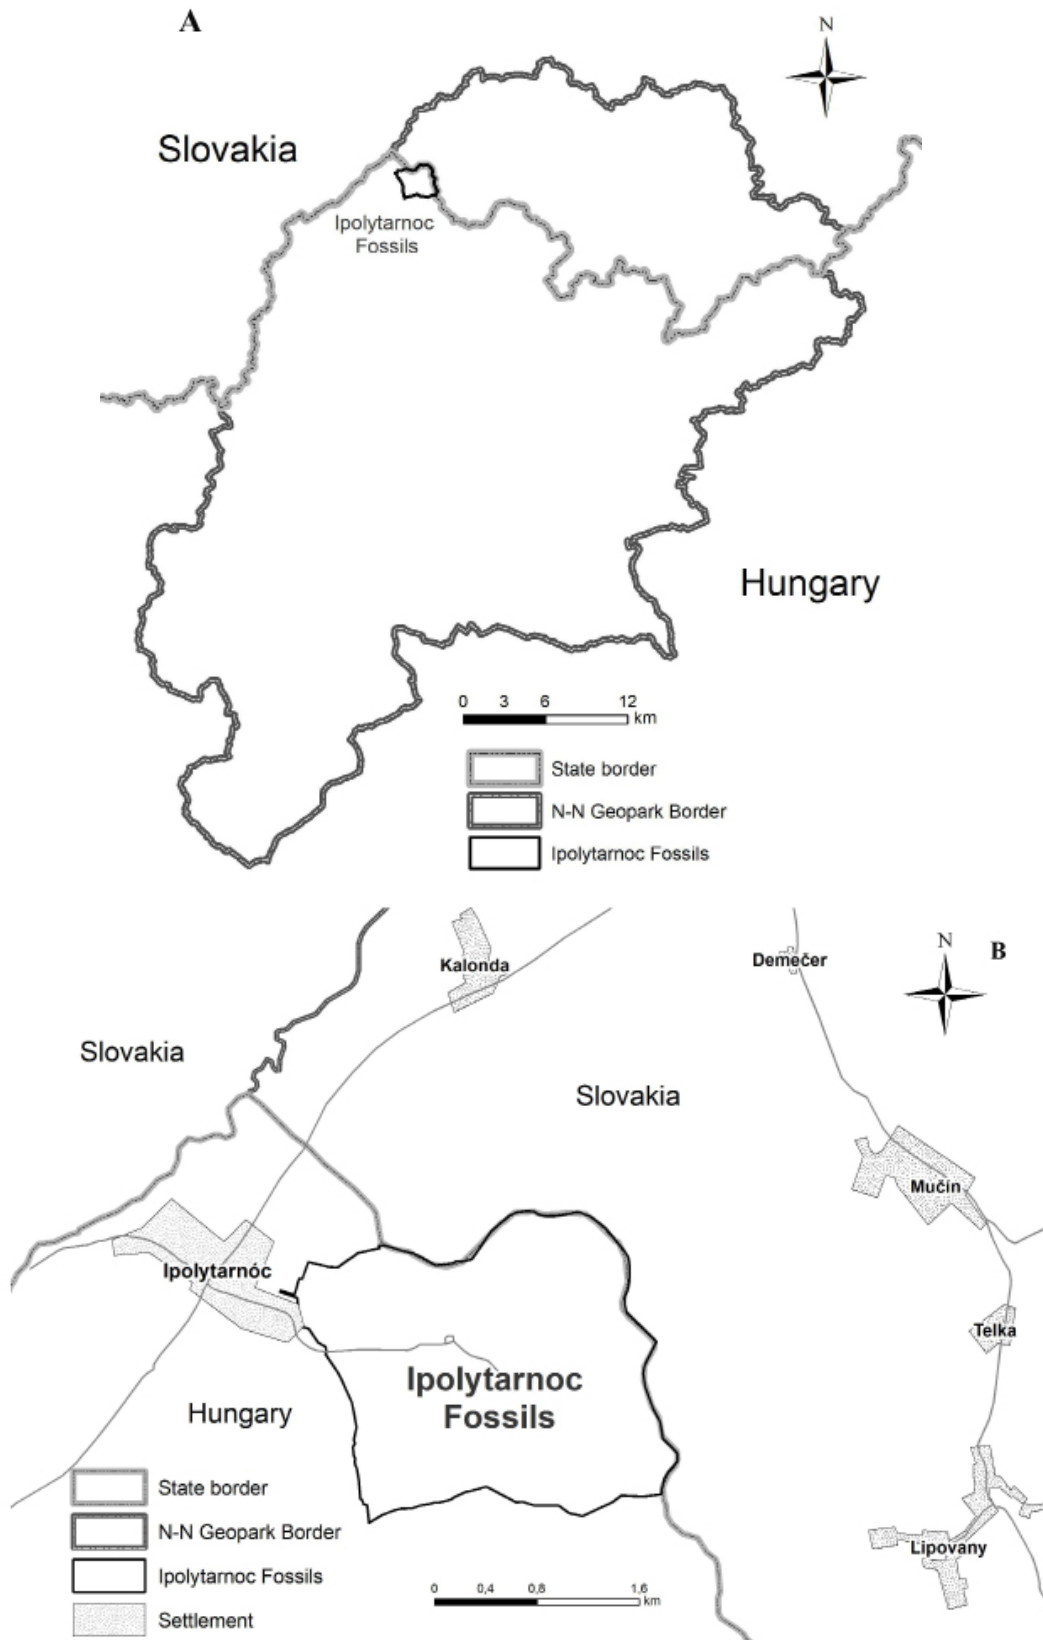 A
N
Slovakia
Ipolytarnoc
Fossils
Hungary
0 3 6 12
km
State border
N-N Geopark Border
Ipolytarnoc Fossils
B
N
Kalonda
Demečer
Slovakia
Slovakia
Mučín
Ipolytarnóc
Telka
Ipolytarnoc
Fossils
Hungary
Lipovany
State border
N-N Geopark Border
Ipolytarnoc Fossils
Settlement
0 0,4 0,8 1,6
km